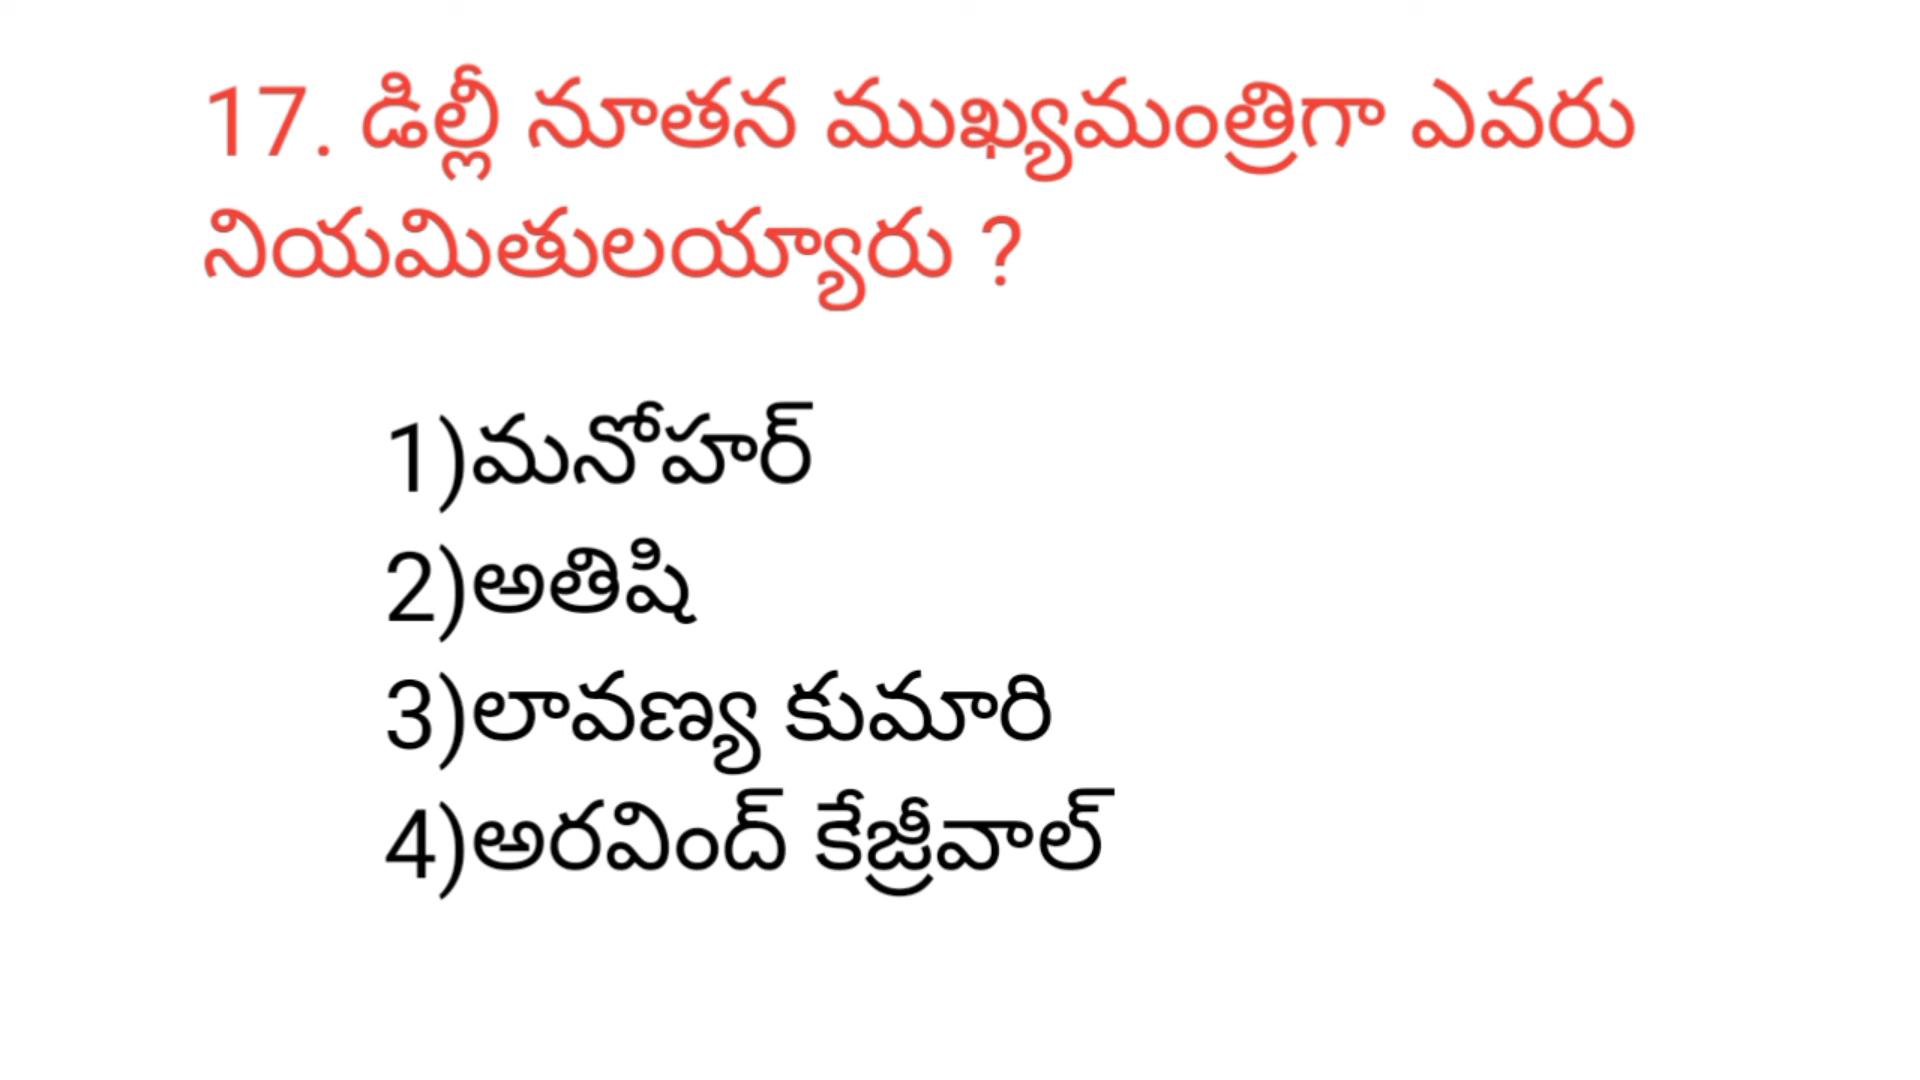 17. డిల్లీ నూతన ముఖ్యమంత్రిగా ఎవరు
నియమితులయ్యారు ?
1)మనోహర్
2)అతిషి
3)లావణ్య కుమారి
4)అరవింద్ కేజ్రీవాల్